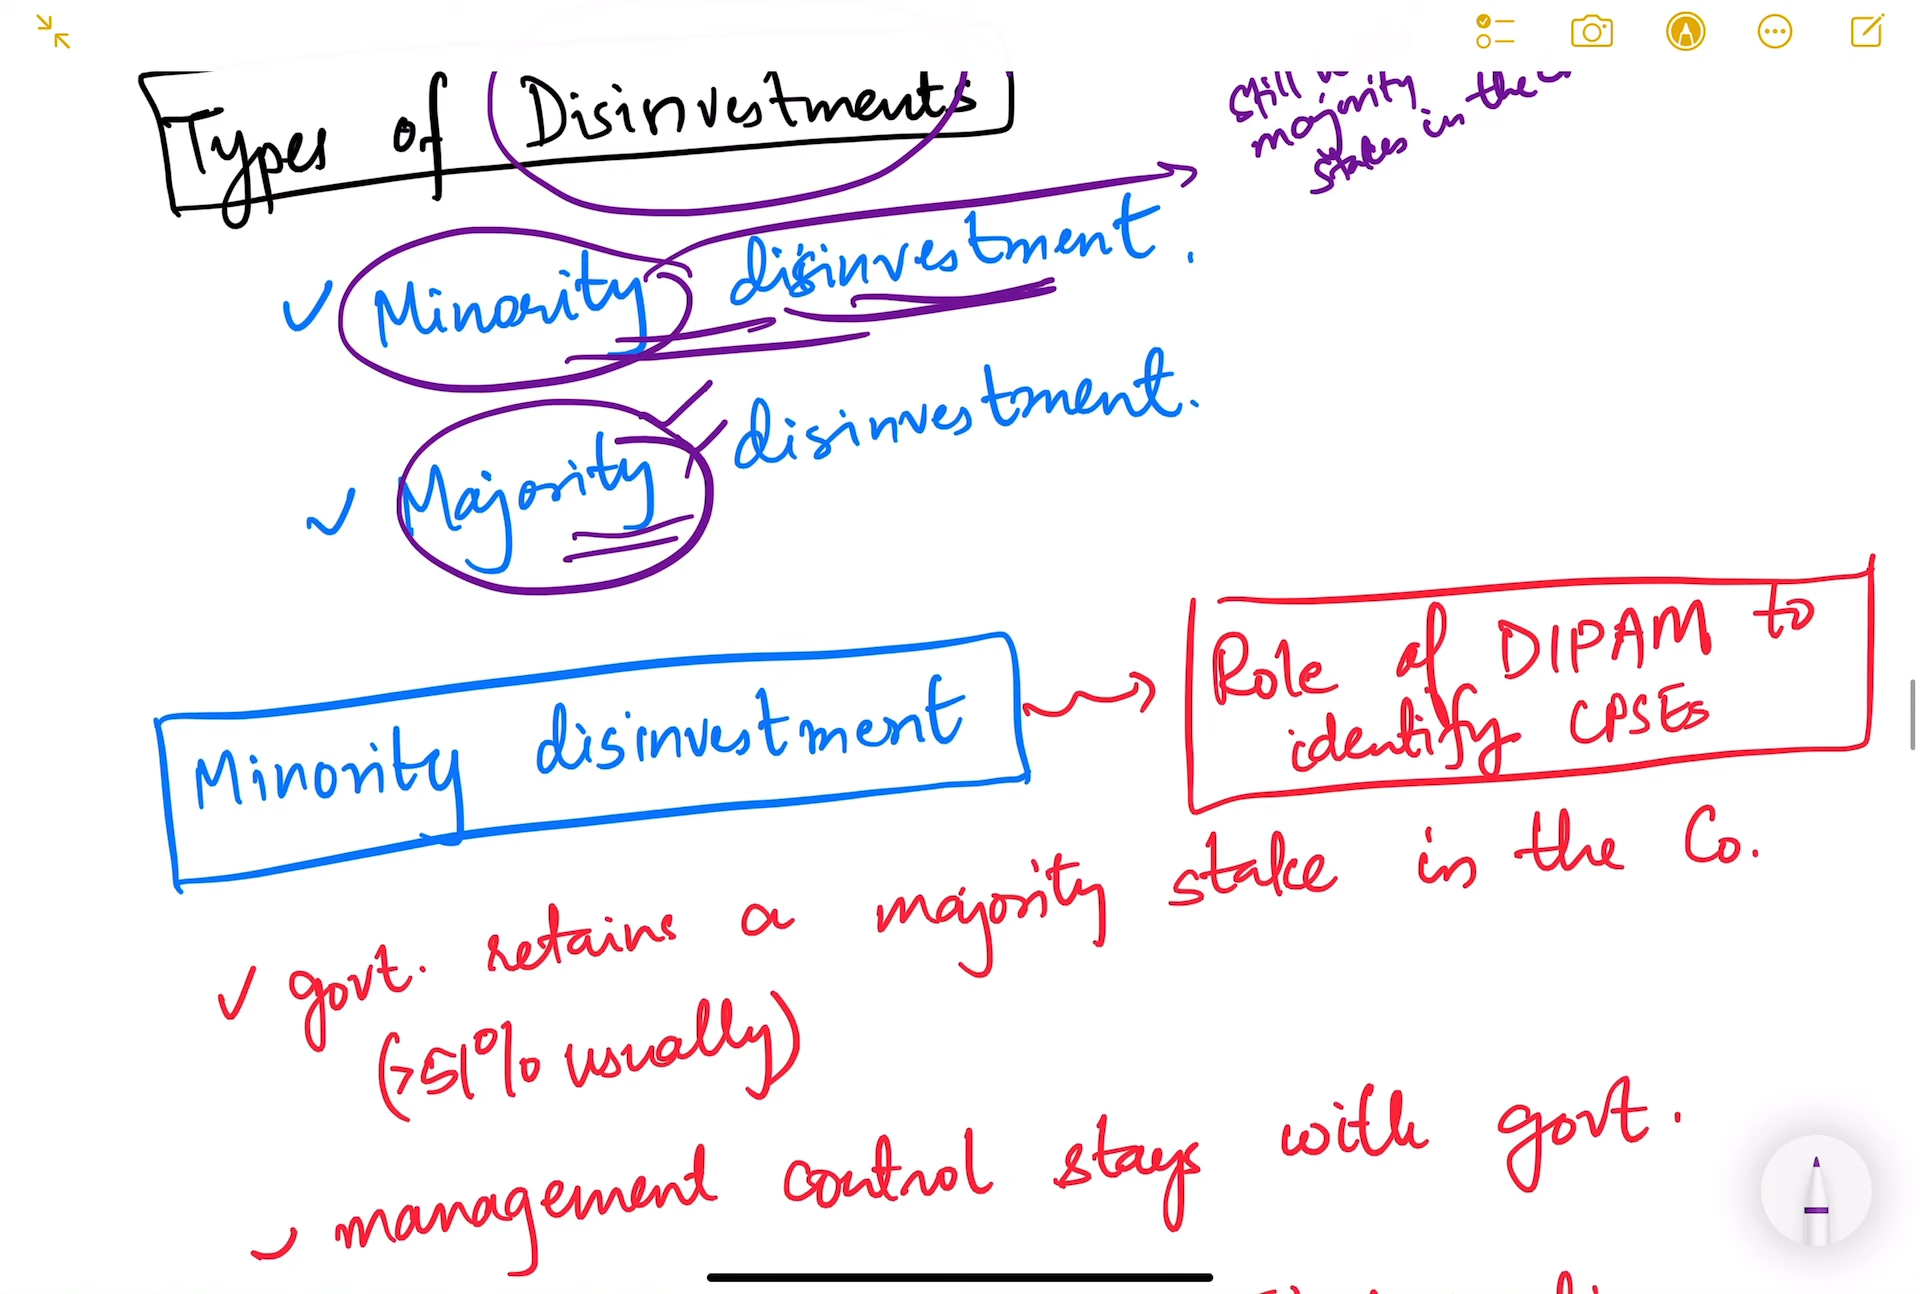 Types of Disinvestments
still
majority
stakes in the
Minority disinvestment.
Majority disinvestment.
Minority disinvestment
Role of DIPAM to
identify CPSEs
govt. retains a majority stake in the Co.
(>51% usually)
management control stays with govt.